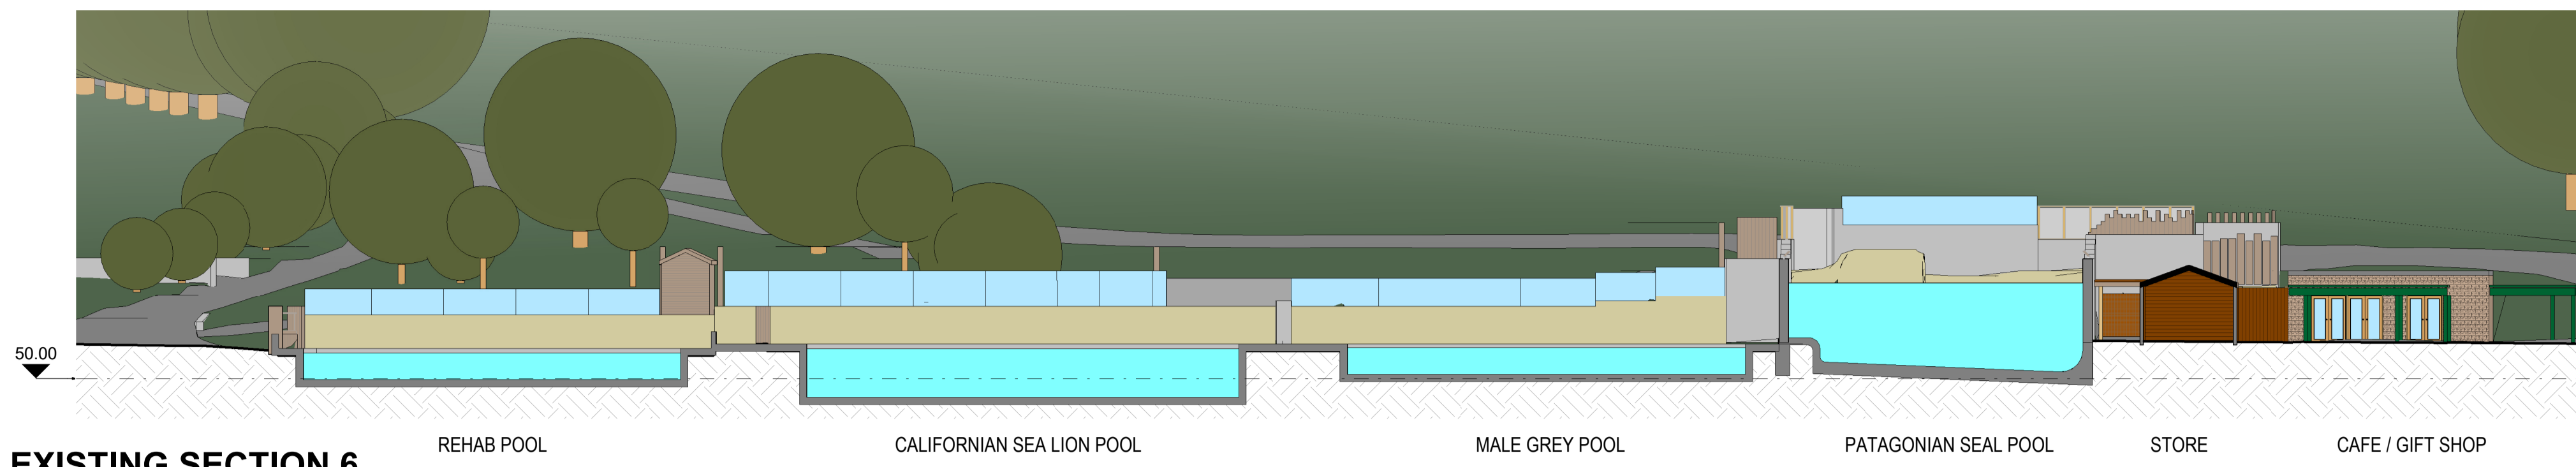 50.00
REHAB POOL
CALIFORNIAN SEA LION POOL
MALE GREY POOL
PATAGONIAN SEAL POOL
STORE
CAFE / GIFT SHOP
EXISTING SECTION 6